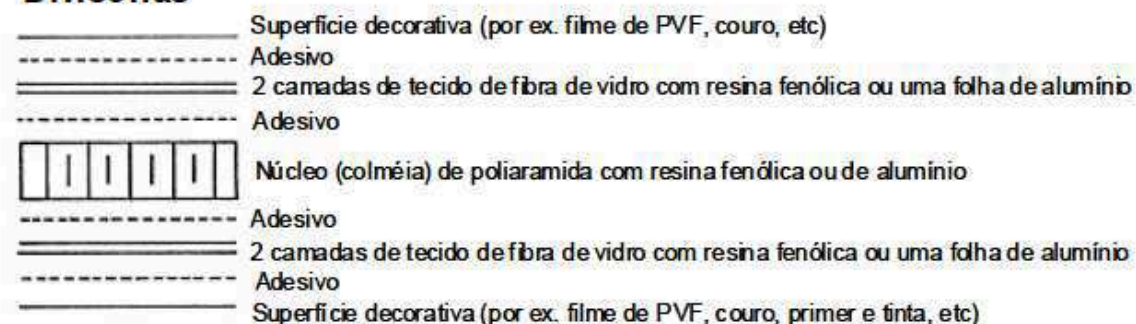 Superfície decorativa (por ex. filme de PVF, couro, etc)
Adesivo
2 camadas de tecido de fibra de vidro com resina fenólica ou uma folha de alumínio
Adesivo
Núcleo (colméia) de poliaramida com resina fenólica ou de alumínio
Adesivo
2 camadas de tecido de fibra de vidro com resina fenólica ou uma folha de alumínio
Adesivo
Superfície decorativa (por ex. filme de PVF, couro, primer e tinta, etc)